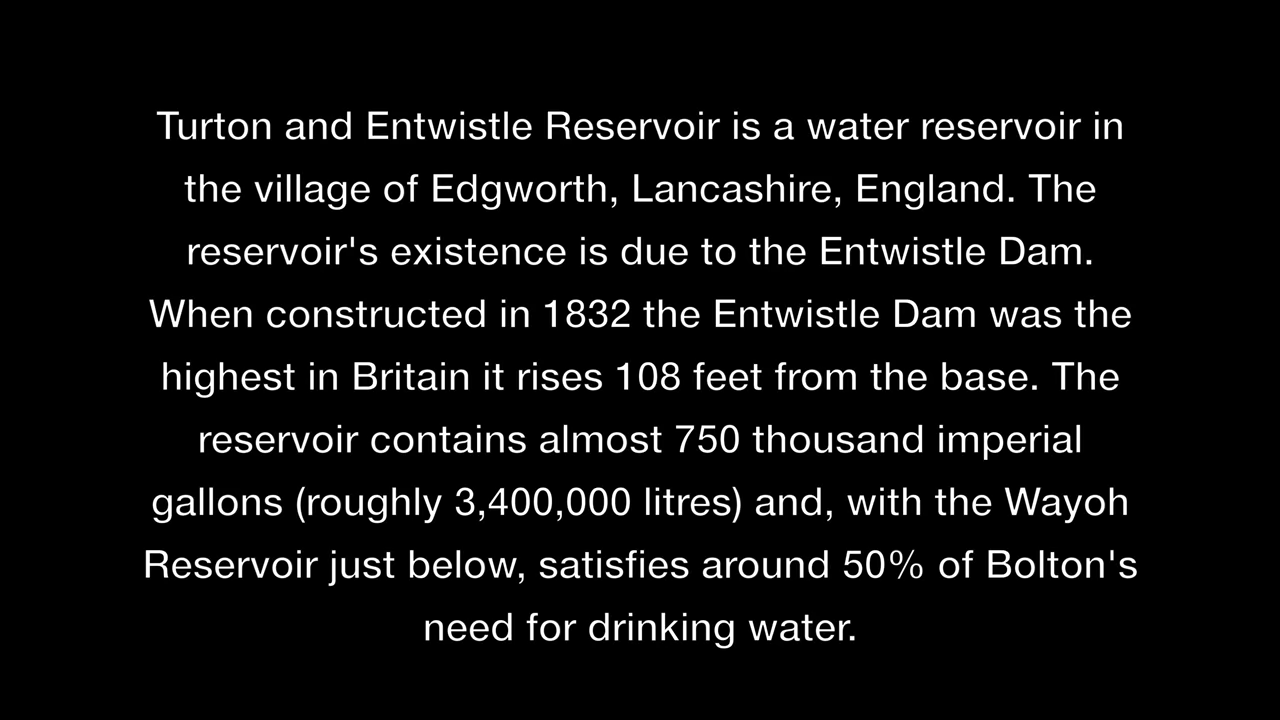 Turton and Entwistle Reservoir is a water reservoir in
the village of Edgworth, Lancashire, England. The
reservoir's existence is due to the Entwistle Dam.
When constructed in 1832 the Entwistle Dam was the
highest in Britain it rises 108 feet from the base. The
reservoir contains almost 750 thousand imperial
gallons (roughly 3,400,000 litres) and, with the Wayoh
Reservoir just below, satisfies around 50% of Bolton's
need for drinking water.